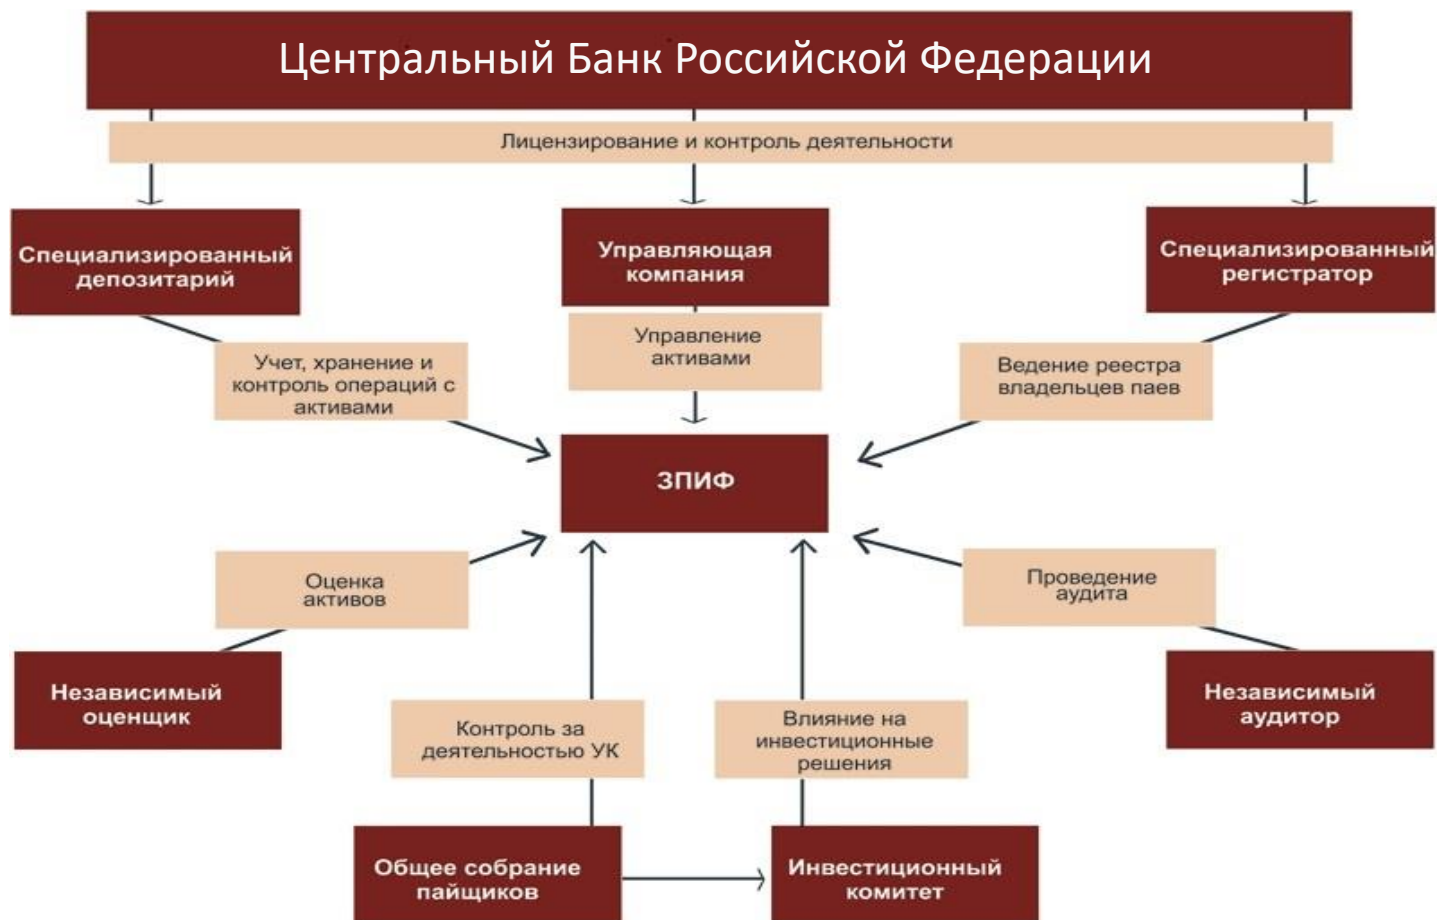 Центральный Банк Российской Федерации
Лицензирование и контроль деятельности
Специализированный
депозитарий
Управляющая
компания
Специализированный
регистратор
Учет, хранение и
контроль операций с
активами
Управление
активами
Ведение реестра
владельцев паев
ЗПИФ
Оценка
активов
Проведение
аудита
Независимый
оценщик
Независимый
аудитор
Контроль за
деятельностью УК
Влияние на
инвестиционные
решения
Общее собрание
пайщиков
Инвестиционный
комитет